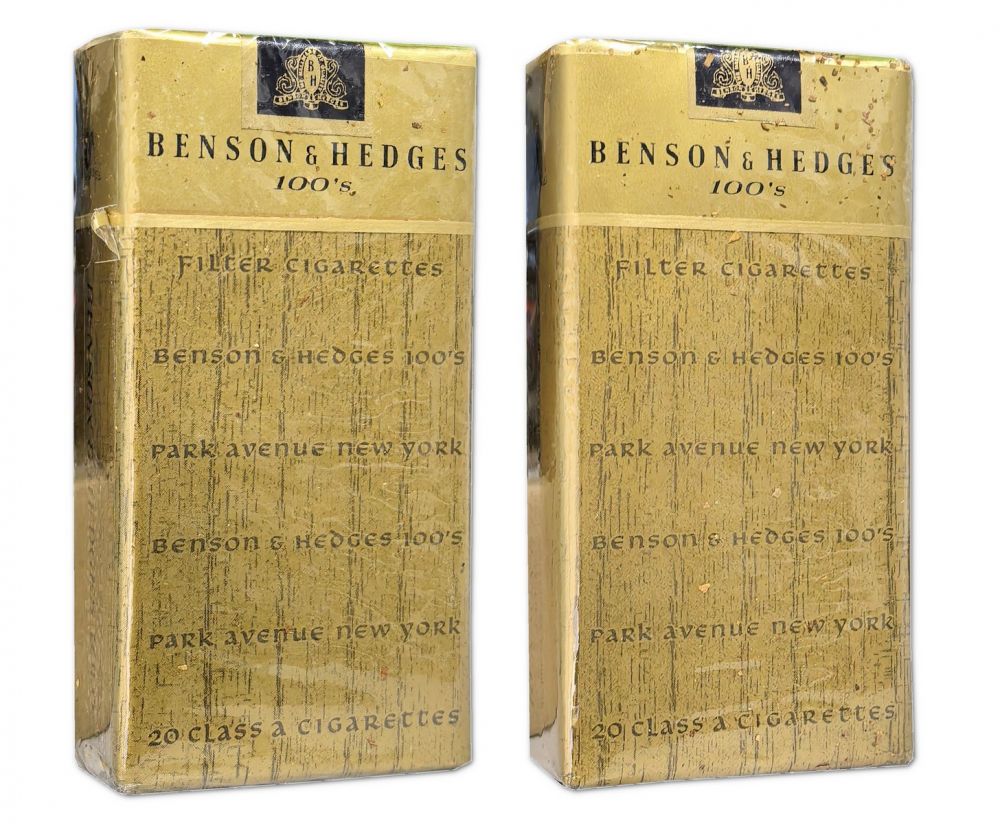 B
H
BENSON & HEDGES
100's
FILTER CIGARETTES
BENSON & HEDGES 100'S
PARK AVENUE NEW YORK
BENSON & HEDGES 100'S
PARK AVENUE NEW YORK
20 CLASS A CIGARETTES
B
H
BENSON & HEDGES
100's
FILTER CIGARETTES
BENSON & HEDGES 100'S
PARK AVENUE NEW YORK
BENSON & HEDGES 100'S
PARK AVENUE NEW YORK
20 CLASS A CIGARETTES